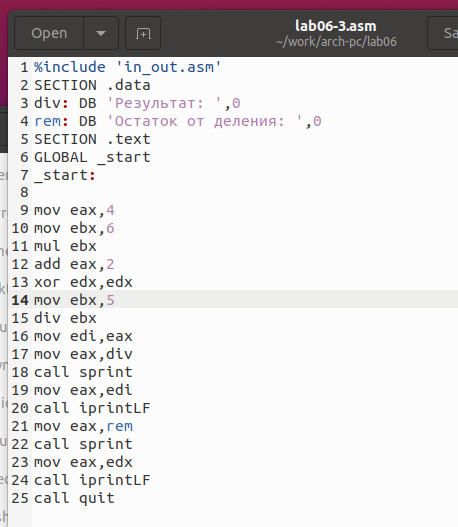 Open
lab06-3.asm
~/work/arch-pc/lab06
Sa
1 %include 'in_out.asm'
2 SECTION .data
3 div: DB 'Результат: ',0
4 rem: DB 'Остаток от деления: ',0
5 SECTION .text
6 GLOBAL _start
7 _start:
8
9 mov eax,4
10 mov ebx,6
11 mul ebx
12 add eax,2
13 xor edx,edx
14 mov ebx,5
15 div ebx
16 mov edi,eax
17 mov eax,div
18 call sprint
19 mov eax,edi
20 call iprintLF
21 mov eax,rem
22 call sprint
23 mov eax,edx
24 call iprintLF
25 call quit